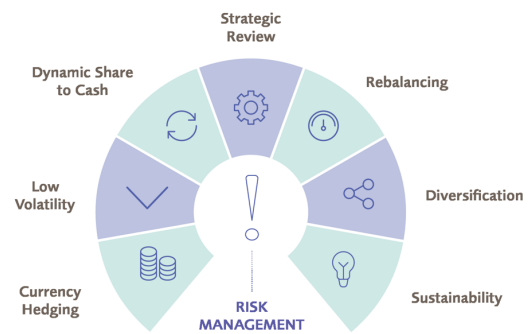 Strategic
Review
Dynamic Share
to Cash
Rebalancing
Low
Volatility
Diversification
Currency
Hedging
Sustainability
RISK
MANAGEMENT